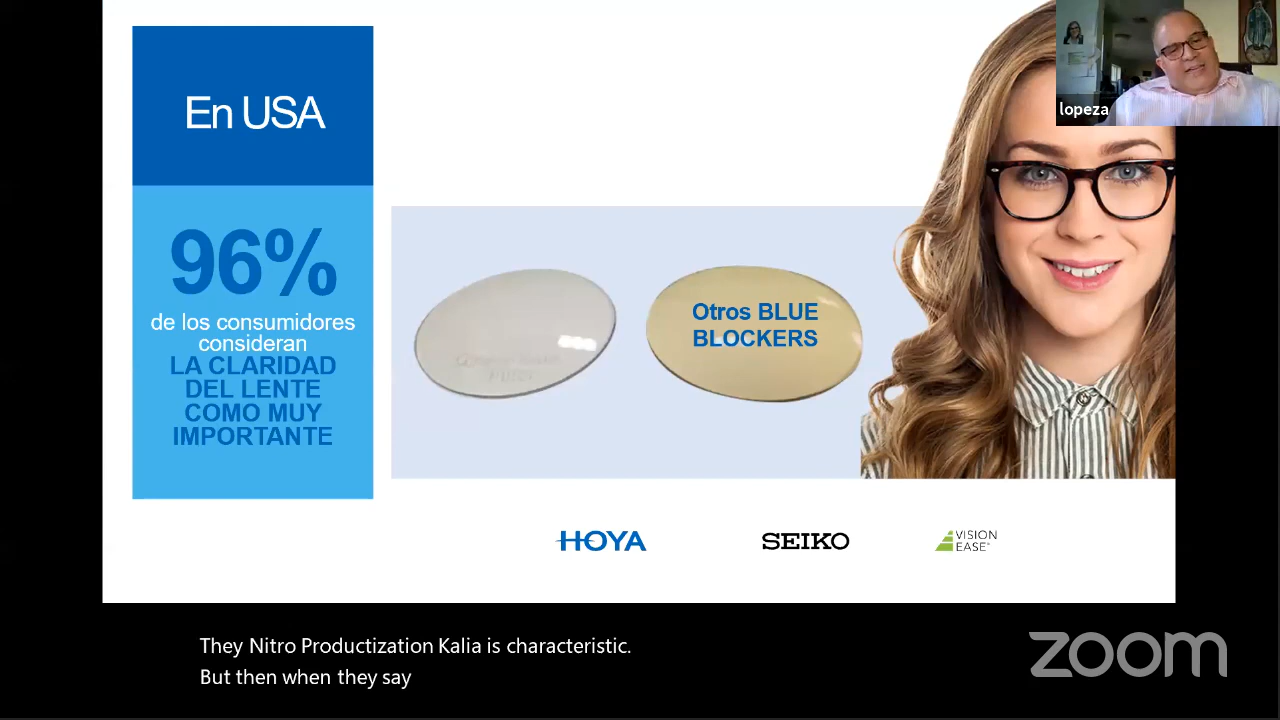 En USA
96%
de los consumidores
consideran
LA CLARIDAD
DEL LENTE
COMO MUY
IMPORTANTE
Otros BLUE
BLOCKERS
lopeza
HOYA
SEIKO
VISION
EASE
They Nitro Productization Kalia is characteristic.
But then when they say
zoom